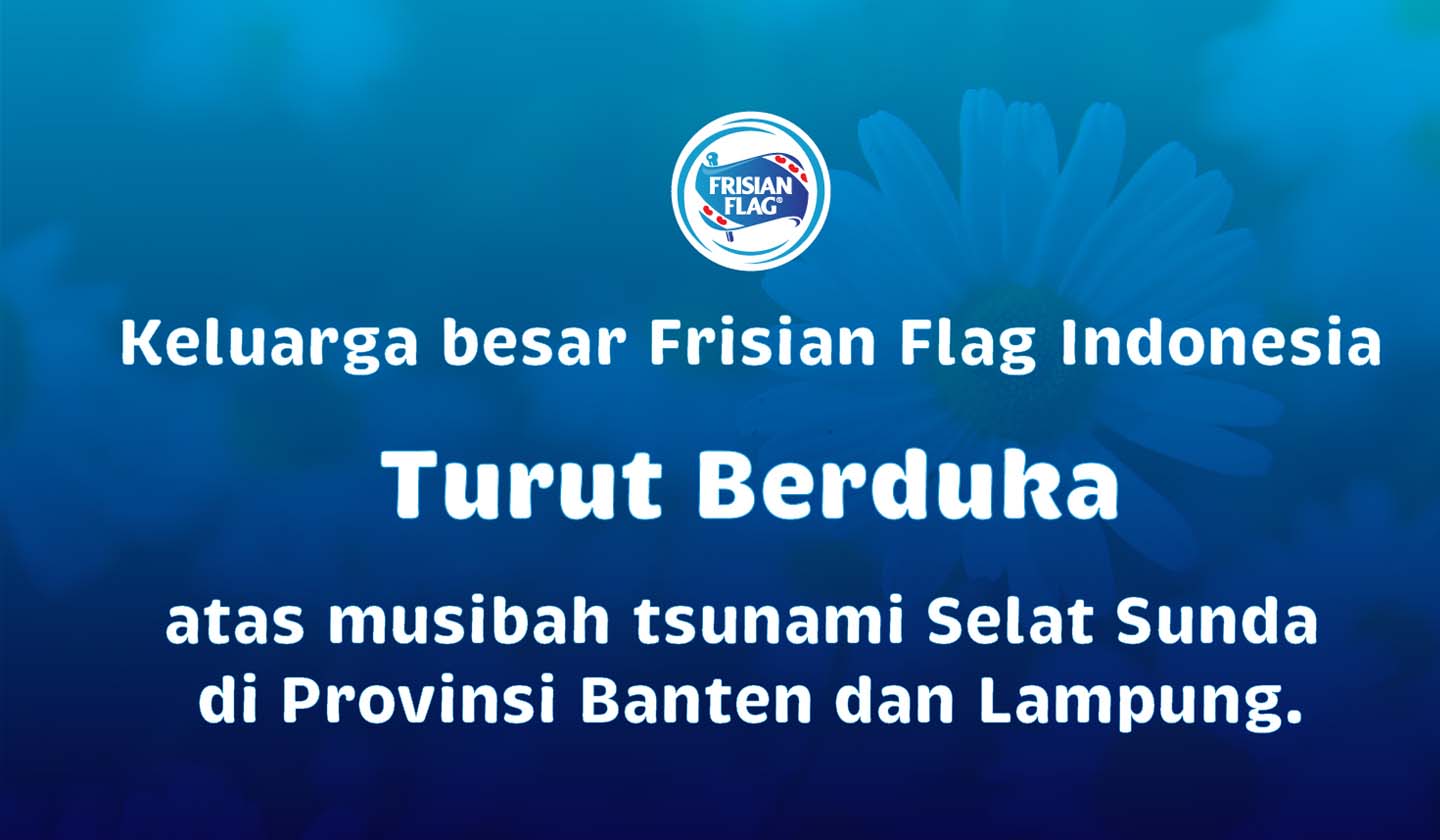 FRISIAN
FLAG®
Keluarga besar Frisian Flag Indonesia
Turut Berduka
atas musibah tsunami Selat Sunda
di Provinsi Banten dan Lampung.